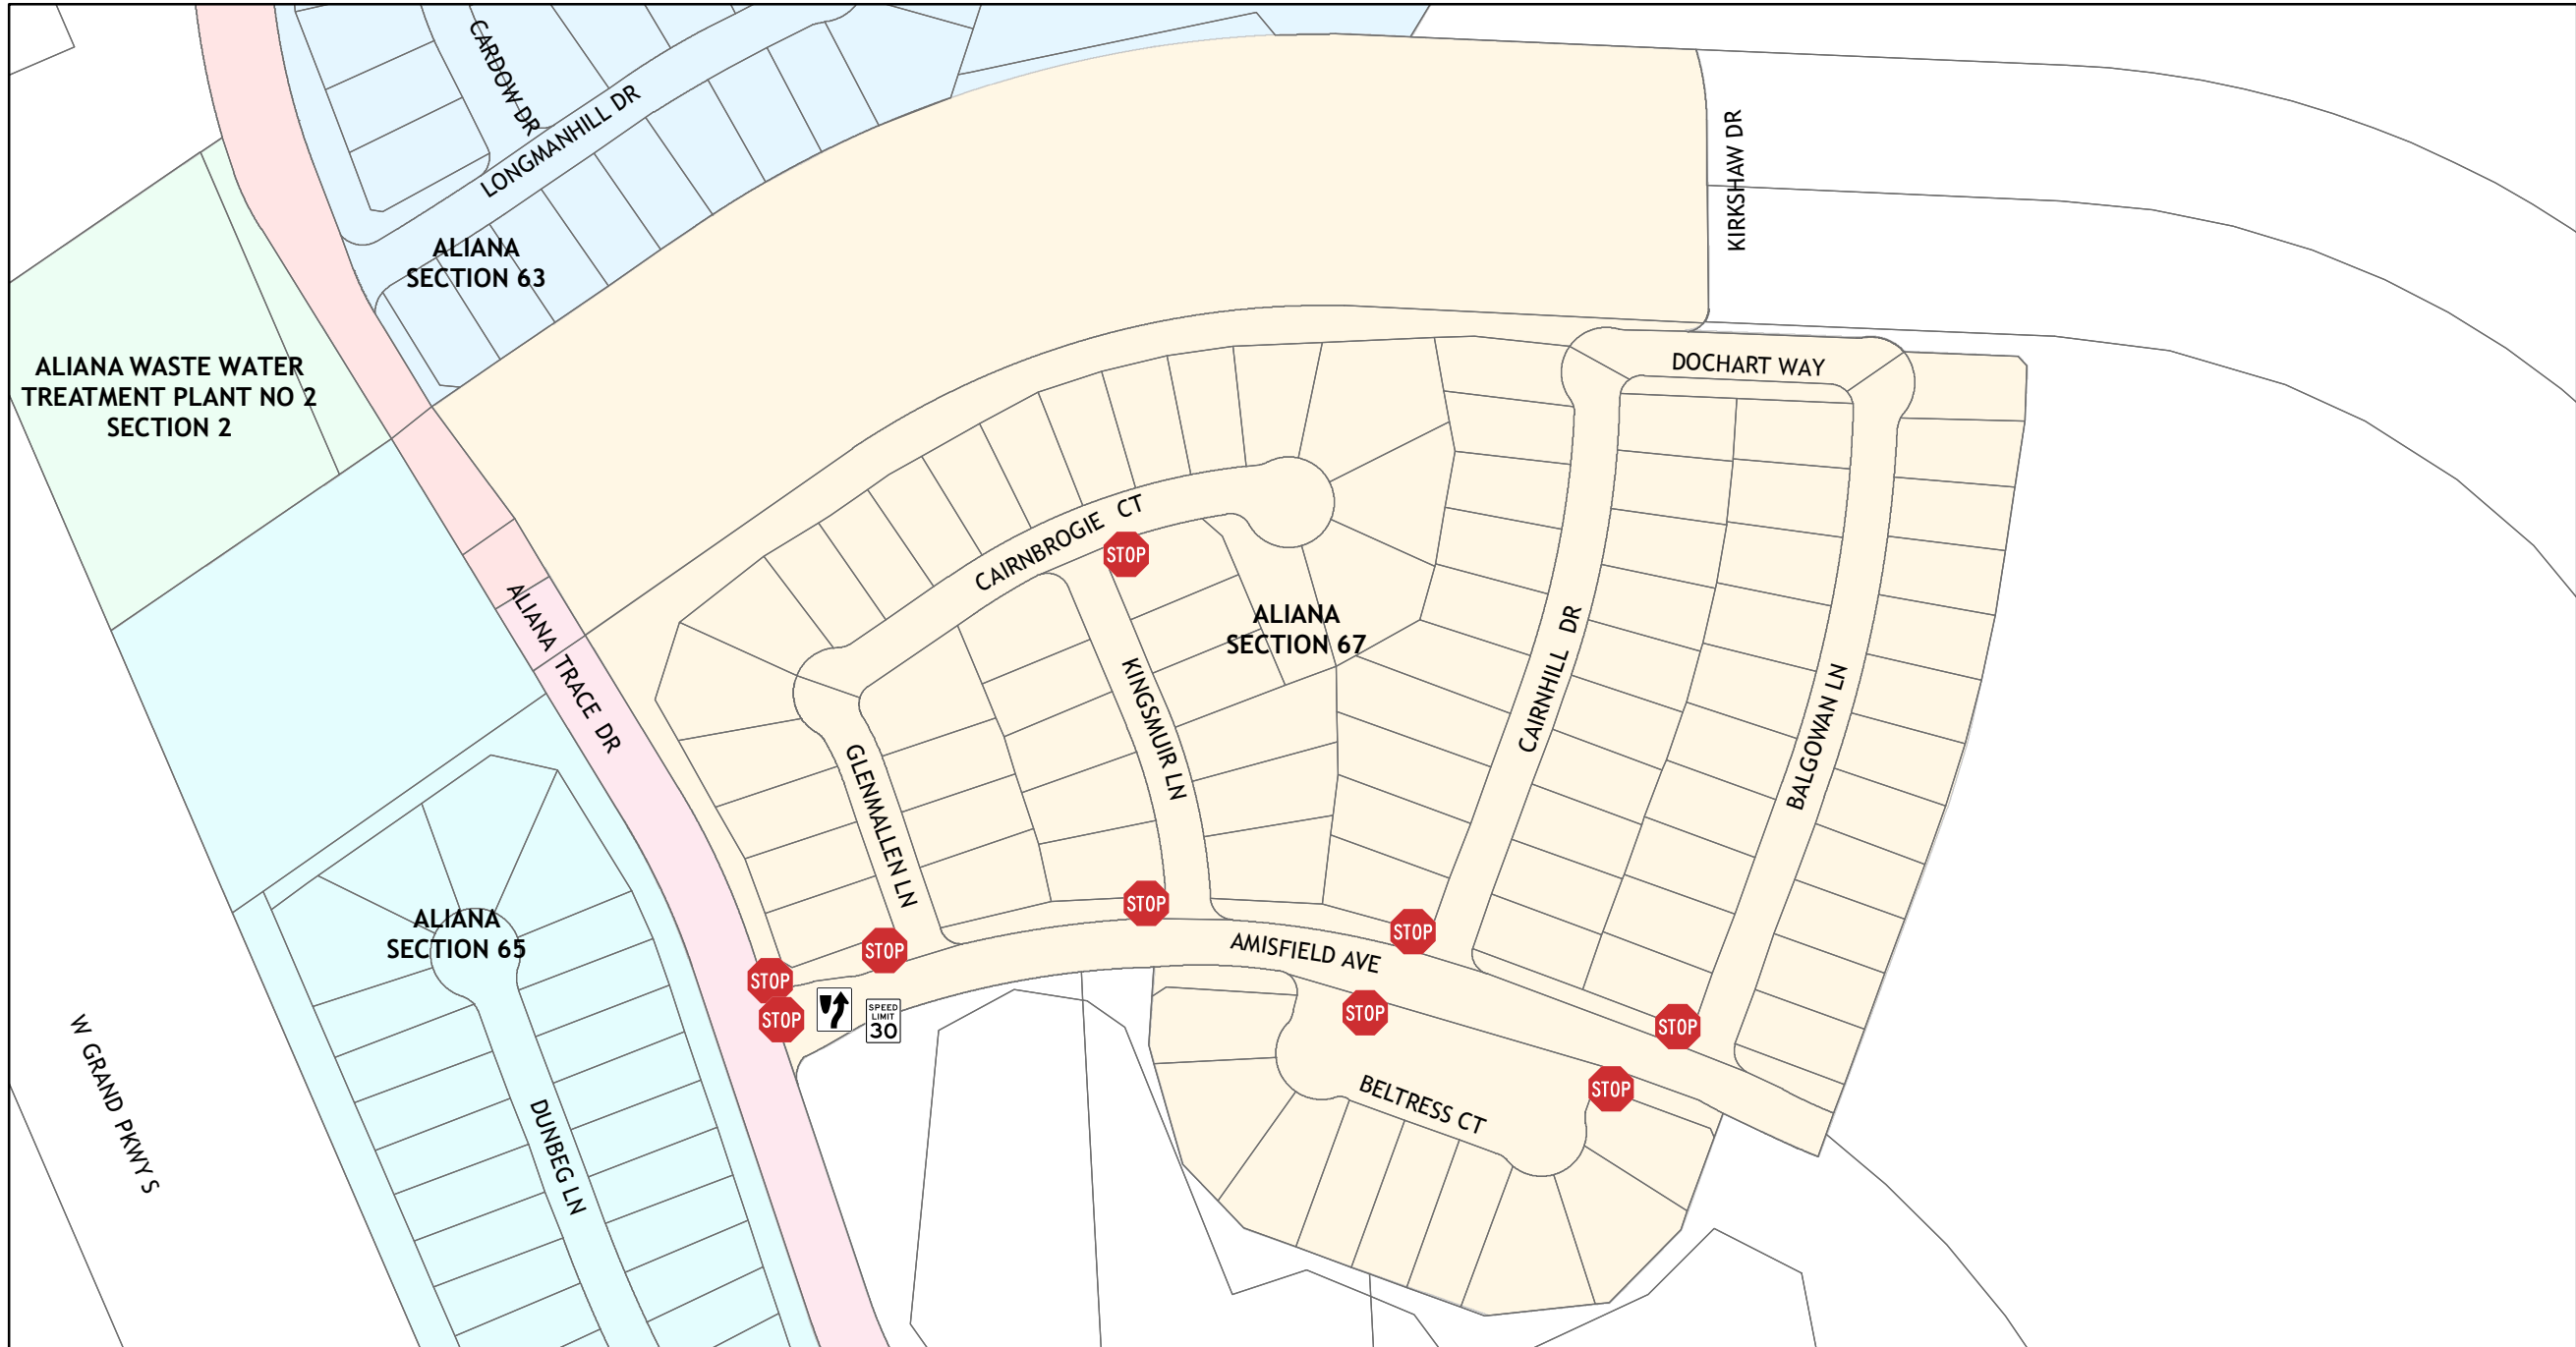 CARDOW DR
LONGMANHILL DR
KIRKSHAW DR
ALIANA
SECTION 63
ALIANA WASTE WATER
TREATMENT PLANT NO 2
SECTION 2
DOCHART WAY
CAIRNBROGIE CT
STOP
ALIANA TRACE DR
ALIANA
SECTION 67
KINGSMUIR LN
CAIRNHILL DR
BALGOWAN LN
GLENMALLEN LN
STOP
STOP
STOP
ALIANA
SECTION 65
AMISFIELD AVE
STOP
STOP
SPEED
LIMIT
30
STOP
STOP
W GRAND PKWY S
BELTRESS CT
STOP
DUNBEG LN